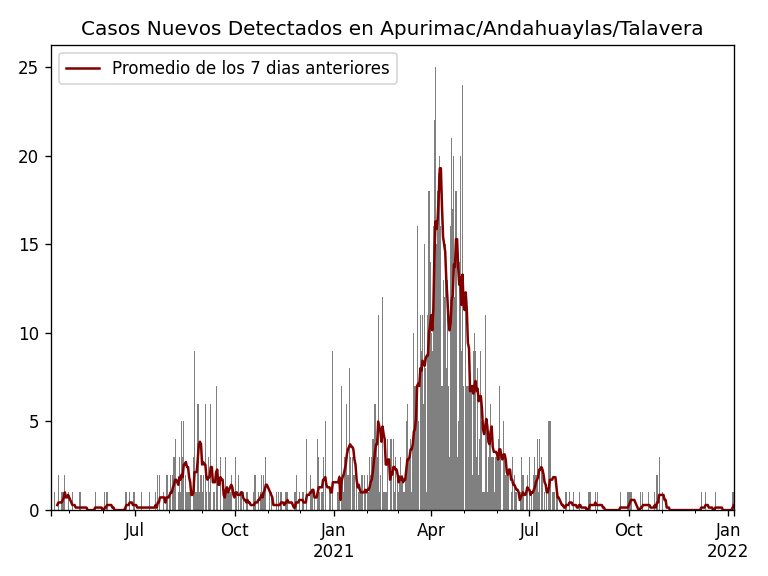 Casos Nuevos Detectados en Apurimac/Andahuaylas/Talavera
Promedio de los 7 dias anteriores
25
20
15
10
5
0
Jul Oct Jan Apr Jul Oct Jan
2021 2022